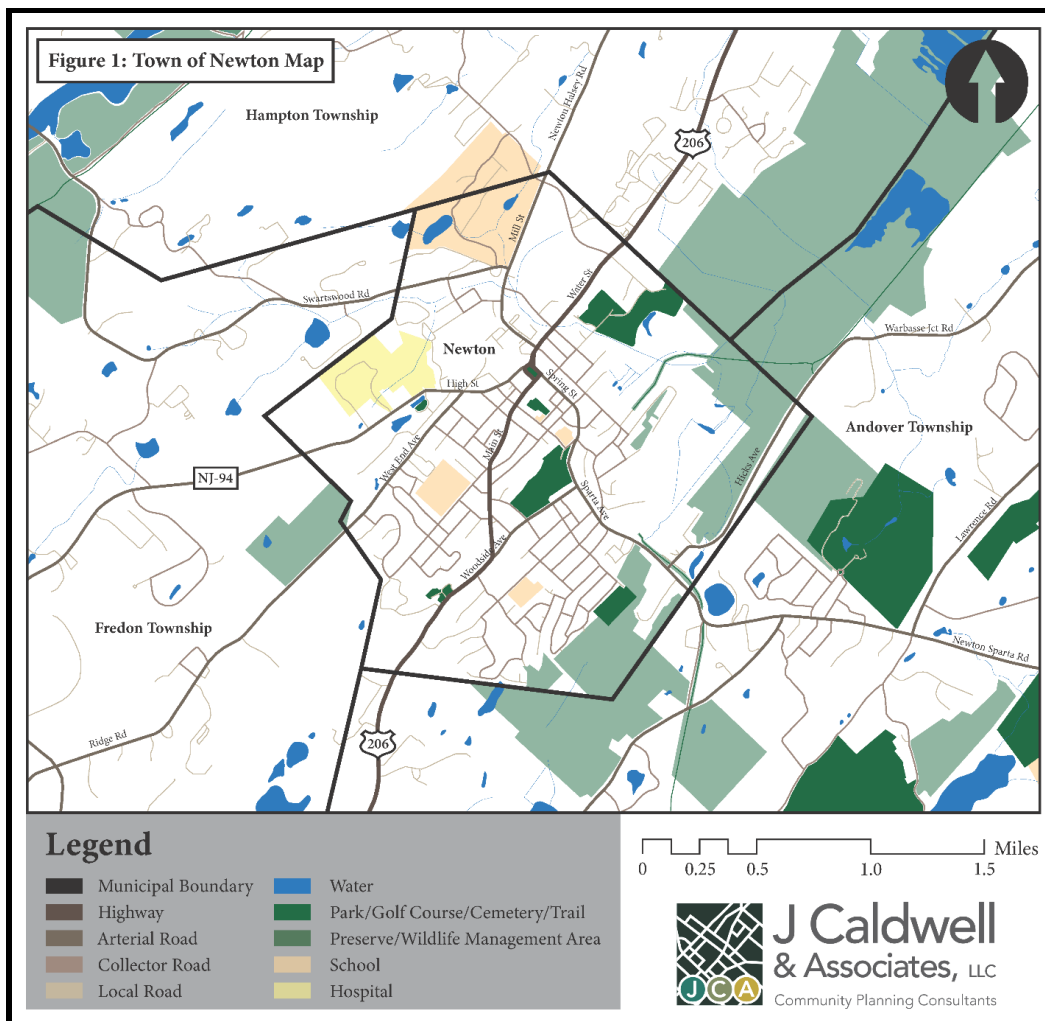 Figure 1: Town of Newton Map
Hampton Township
Newton Halsey Rd
206
Mill St
Water St
Swartswood Rd
Warbasse Jct Rd
Newton
High St
Spring St
Andover Township
Main St
West End Ave
Hicks Ave
NJ-94
Sparta Ave
Lawrence Rd
Woodside Ave
Fredon Township
Newton Sparta Rd
Ridge Rd
206
Legend
Municipal Boundary
Highway
Arterial Road
Collector Road
Local Road
Water
Park/Golf Course/Cemetery/Trail
Preserve/Wildlife Management Area
School
Hospital
0 0.25 0.5 1.0 1.5 Miles
J Caldwell
& Associates, LLC
JCA
Community Planning Consultants